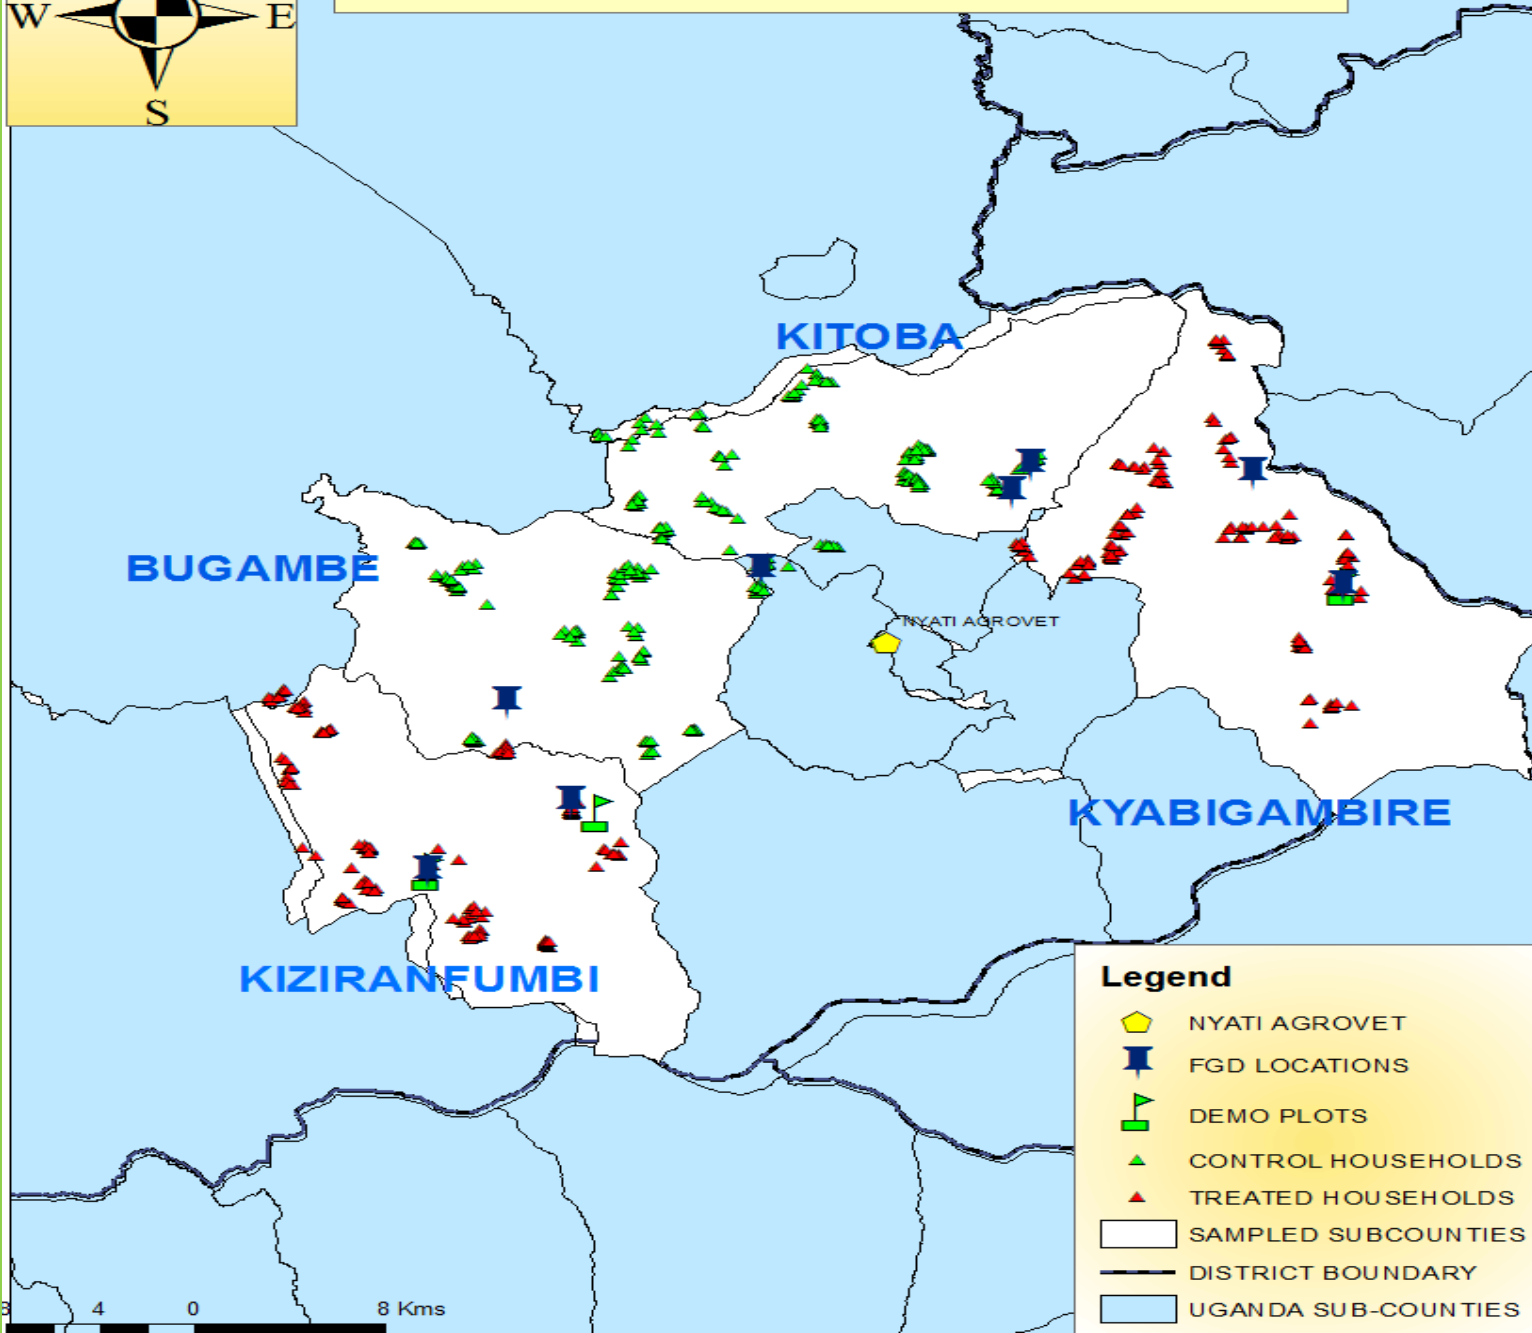 W E
S
KITOBA
BUGAMBE
NYATI AGROVET
KYABIGAMBIRE
KIZIRANFUMBI
Legend
NYATI AGROVET
FGD LOCATIONS
DEMO PLOTS
CONTROL HOUSEHOLDS
TREATED HOUSEHOLDS
SAMPLED SUBCOUNTIES
DISTRICT BOUNDARY
UGANDA SUB-COUNTIES
8 4 0 8 Kms